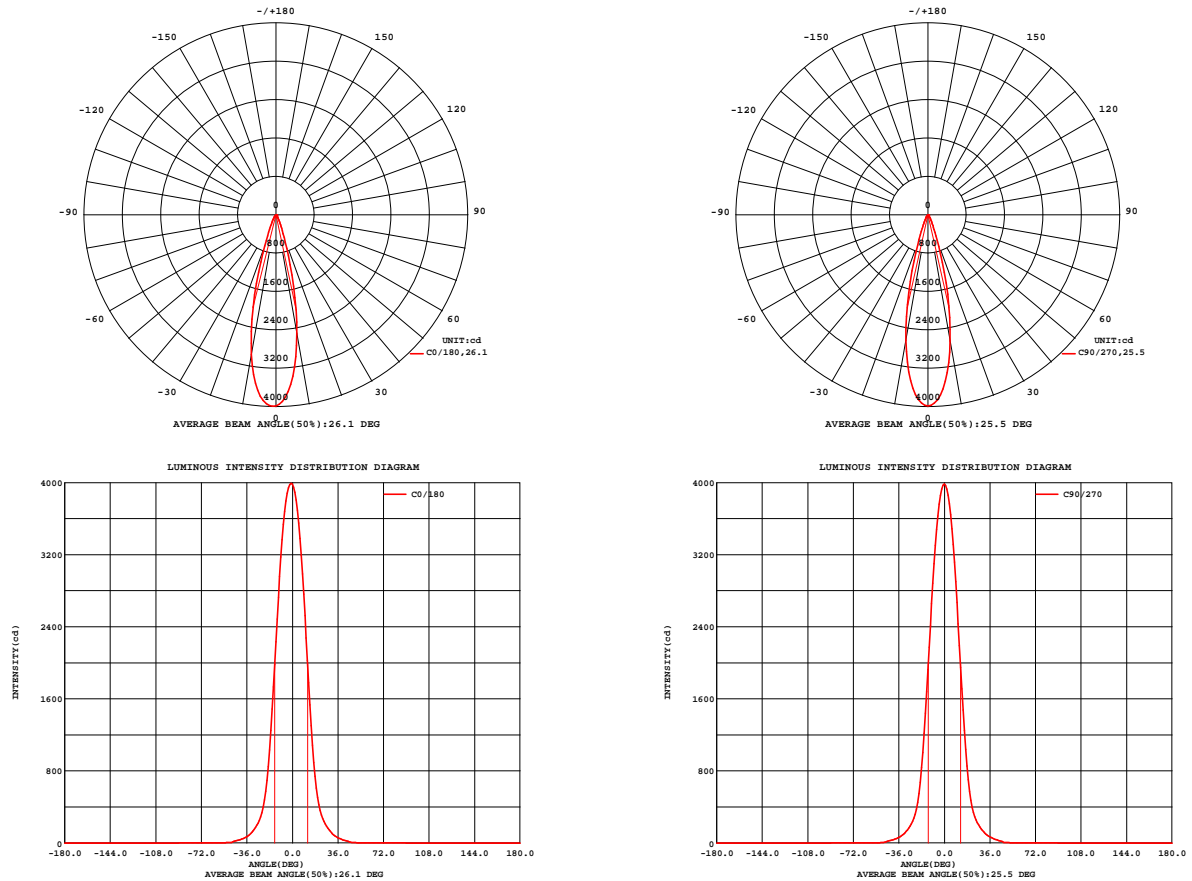 -/+180
-150 150
-120 120
-90 0 90
800
1600
-60 60
2400
UNIT:cd
C0/180,26.1
3200
-30 30
4000
0
AVERAGE BEAM ANGLE(50%):26.1 DEG
-/+180
-150 150
-120 120
-90 0 90
800
1600
-60 60
2400
UNIT:cd
C90/270,25.5
3200
-30 30
4000
0
AVERAGE BEAM ANGLE(50%):25.5 DEG
LUMINOUS INTENSITY DISTRIBUTION DIAGRAM
4000
C0/180
3200
2400
INTENSITY(cd)
1600
800
0
-180.0 -144.0 -108.0 -72.0 -36.0 0.0 36.0 72.0 108.0 144.0 180.0
ANGLE(DEG)
AVERAGE BEAM ANGLE(50%):26.1 DEG
LUMINOUS INTENSITY DISTRIBUTION DIAGRAM
4000
C90/270
3200
2400
INTENSITY(cd)
1600
800
0
-180.0 -144.0 -108.0 -72.0 -36.0 0.0 36.0 72.0 108.0 144.0 180.0
ANGLE(DEG)
AVERAGE BEAM ANGLE(50%):25.5 DEG